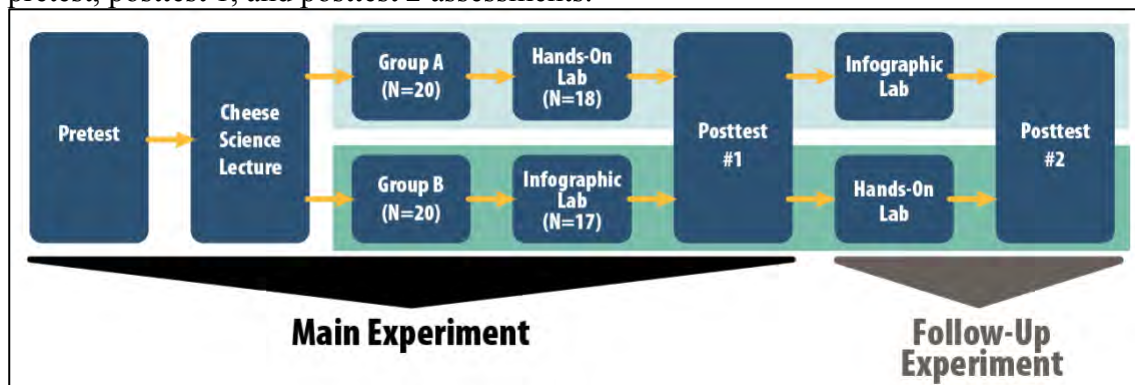 pretest, posttest 1, and posttest 2 assessments.
Pretest
Cheese
Science
Lecture
Group A
(N=20)
Hands-On
Lab
(N=18)
Group B
(N=20)
Infographic
Lab
(N=17)
Posttest
#1
Infographic
Lab
Hands-On
Lab
Posttest
#2
Main Experiment
Follow-Up
Experiment